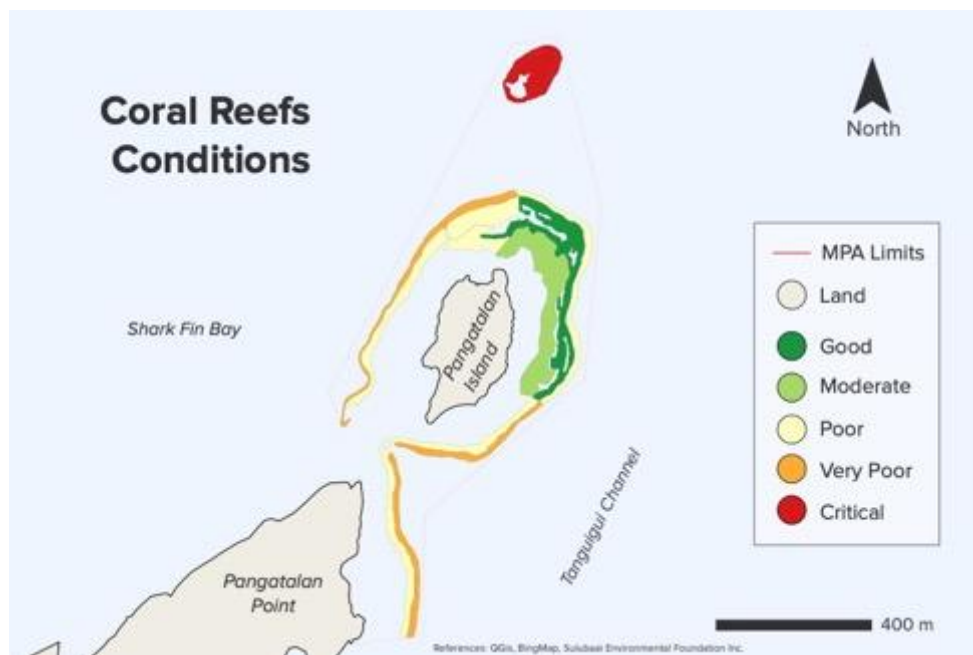 Coral Reefs
Conditions
North
MPA Limits
Land
Good
Moderate
Poor
Very Poor
Critical
Shark Fin Bay
Pangatalan
Island
Tanguigui Channel
Pangatalan
Point
400 m
References: QGis, BingMap, Sulubaai Environmental Foundation Inc.